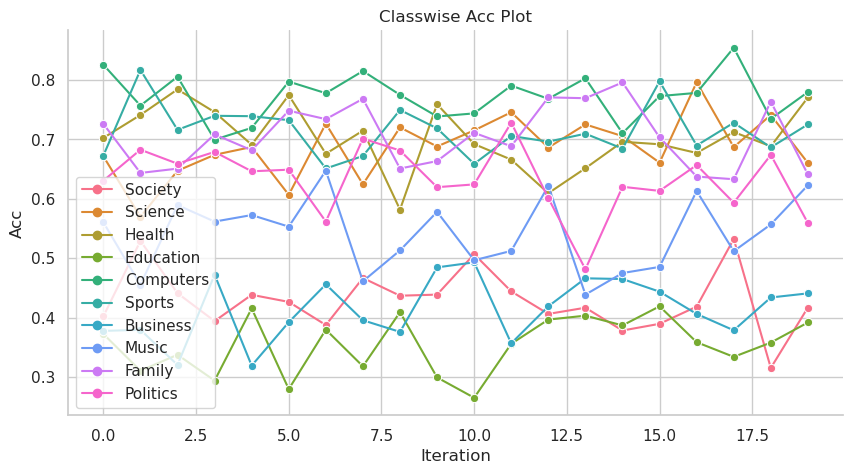 Classwise Acc Plot
Acc
0.8
0.7
0.6
0.5
0.4
0.3
Society
Science
Health
Education
Computers
Sports
Business
Music
Family
Politics
0.0 2.5 5.0 7.5 10.0 12.5 15.0 17.5
Iteration